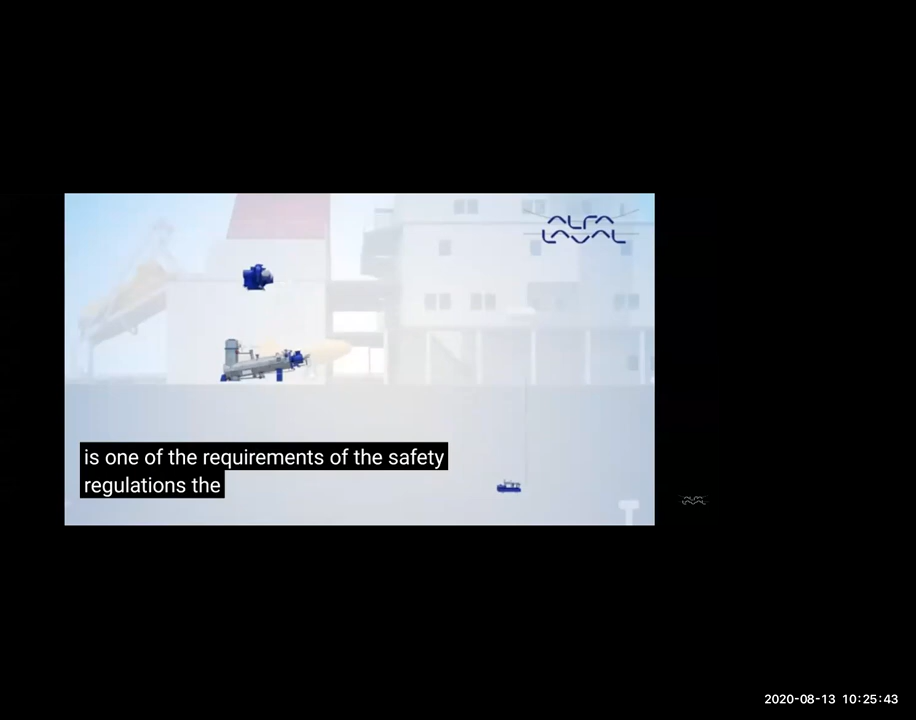 ALFA
LAVAL
is one of the requirements of the safety
regulations the
2020-08-13 10:25:43